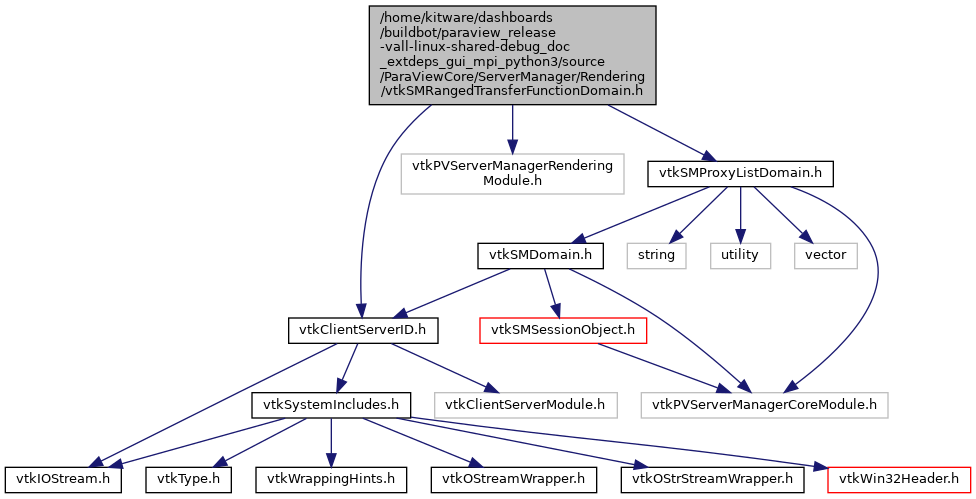 /home/kitware/dashboards
/buildbot/paraview_release
-vall-linux-shared-debug_doc
_extdeps_gui_mpi_python3/source
/ParaViewCore/ServerManager/Rendering
/vtkSMRangedTransferFunctionDomain.h
vtkPVServerManagerRendering
Module.h
vtkSMProxyListDomain.h
vtkSMDomain.h
string
utility
vector
vtkClientServerID.h
vtkSMSessionObject.h
vtkSystemIncludes.h
vtkClientServerModule.h
vtkPVServerManagerCoreModule.h
vtkIOStream.h
vtkType.h
vtkWrappingHints.h
vtkOStreamWrapper.h
vtkOStrStreamWrapper.h
vtkWin32Header.h